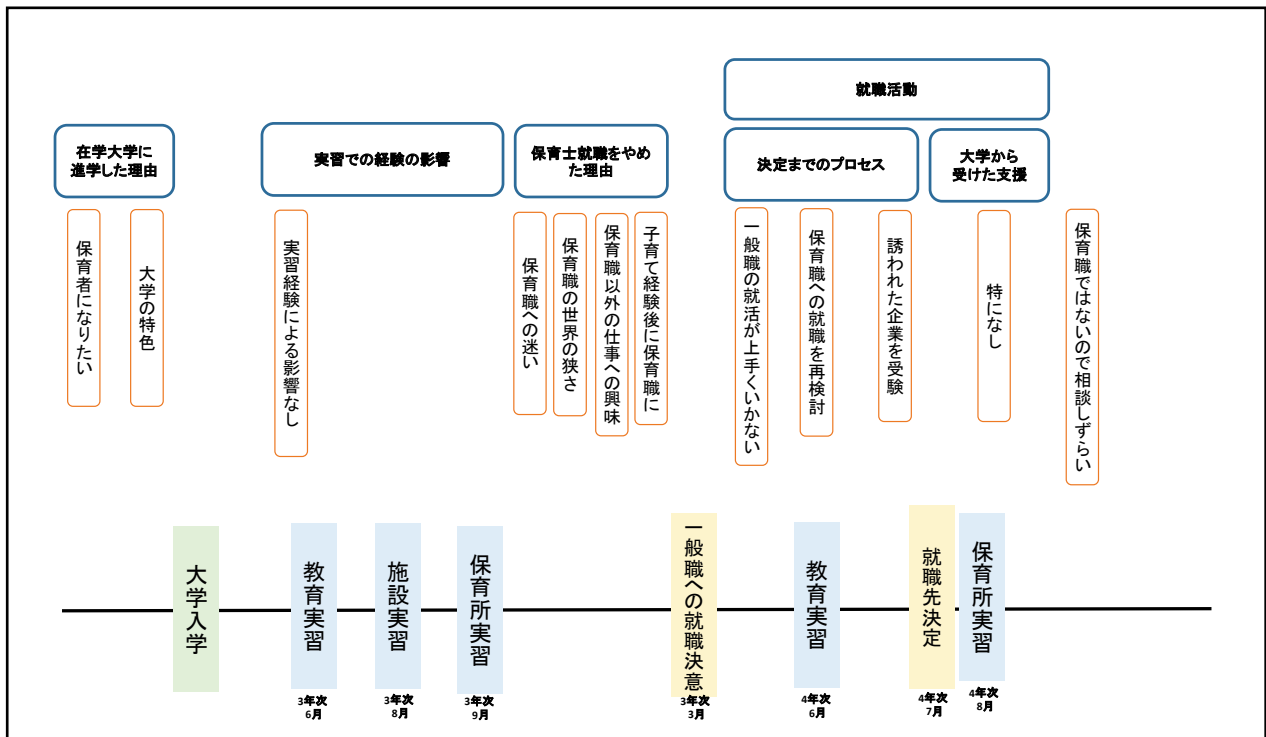 就職活動
在学大学に
進学した理由
実習での経験の影響
保育士就職をやめ
た理由
決定までのプロセス
大学から
受けた支援
保育者になりたい
大学の特色
実習経験による影響なし
保育職への迷い
保育職の世界の狭さ
保育職以外の仕事への興味
子育て経験後に保育職に
一般職の就活が上手くいかない
保育職への就職を再検討
誘われた企業を受験
特になし
保育職ではないので相談しずらい
大学入学
教育実習
3年次
6月
施設実習
3年次
8月
保育所実習
3年次
9月
一般職への就職決意
3年次
3月
教育実習
4年次
6月
就職先決定
4年次
7月
保育所実習
4年次
8月